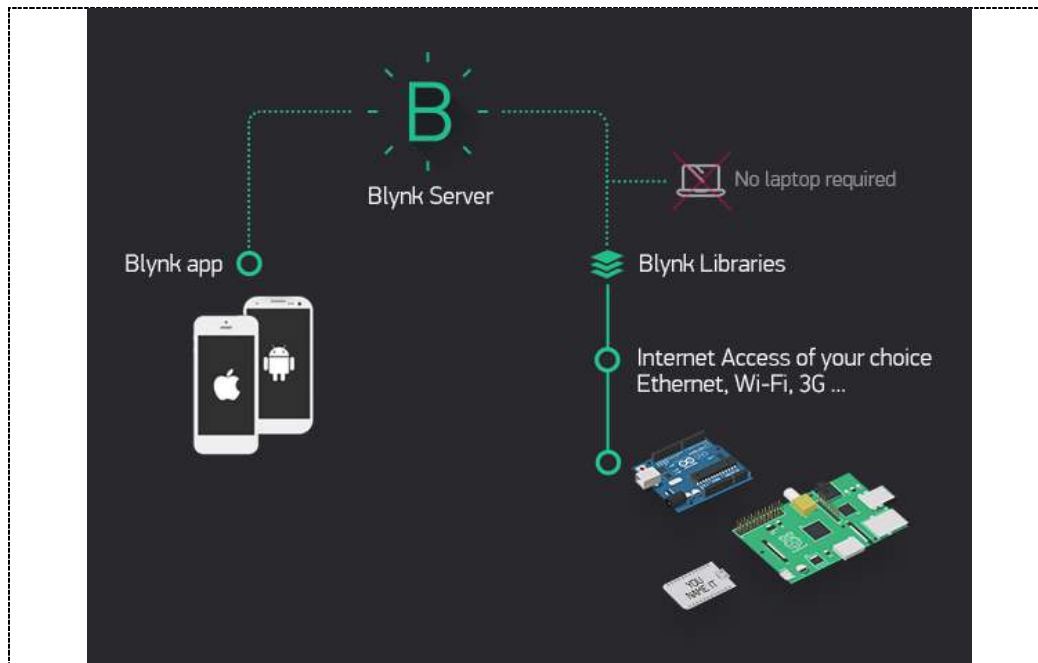 B
Blynk Server
No laptop required
Blynk app
Blynk Libraries
Internet Access of your choice
Ethernet, Wi-Fi, 3G ...
YOU
NAME IT